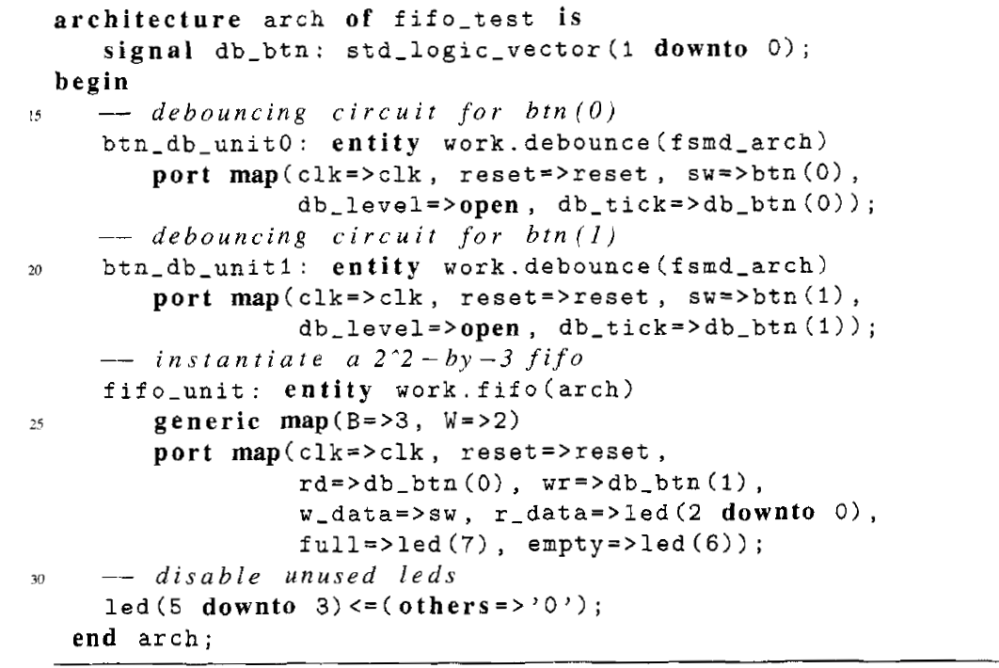 architecture arch of fifo_test is
signal db_btn: std_logic_vector(1 downto 0);
begin
15 -- debouncing circuit for btn(0)
btn_db_unit0: entity work.debounce(fsmd_arch)
port map(clk=>clk, reset=>reset, sw=>btn(0),
db_level=>open, db_tick=>db_btn(0));
-- debouncing circuit for btn(1)
20 btn_db_unit1: entity work.debounce(fsmd_arch)
port map(clk=>clk, reset=>reset, sw=>btn(1),
db_level=>open, db_tick=>db_btn(1));
-- instantiate a 2^2-by-3 fifo
fifo_unit: entity work.fifo(arch)
25 generic map(B=>3, W=>2)
port map(clk=>clk, reset=>reset,
rd=>db_btn(0), wr=>db_btn(1),
w_data=>sw, r_data=>led(2 downto 0),
full=>led(7), empty=>led(6));
30 -- disable unused leds
led(5 downto 3)<=(others=>'0');
end arch;